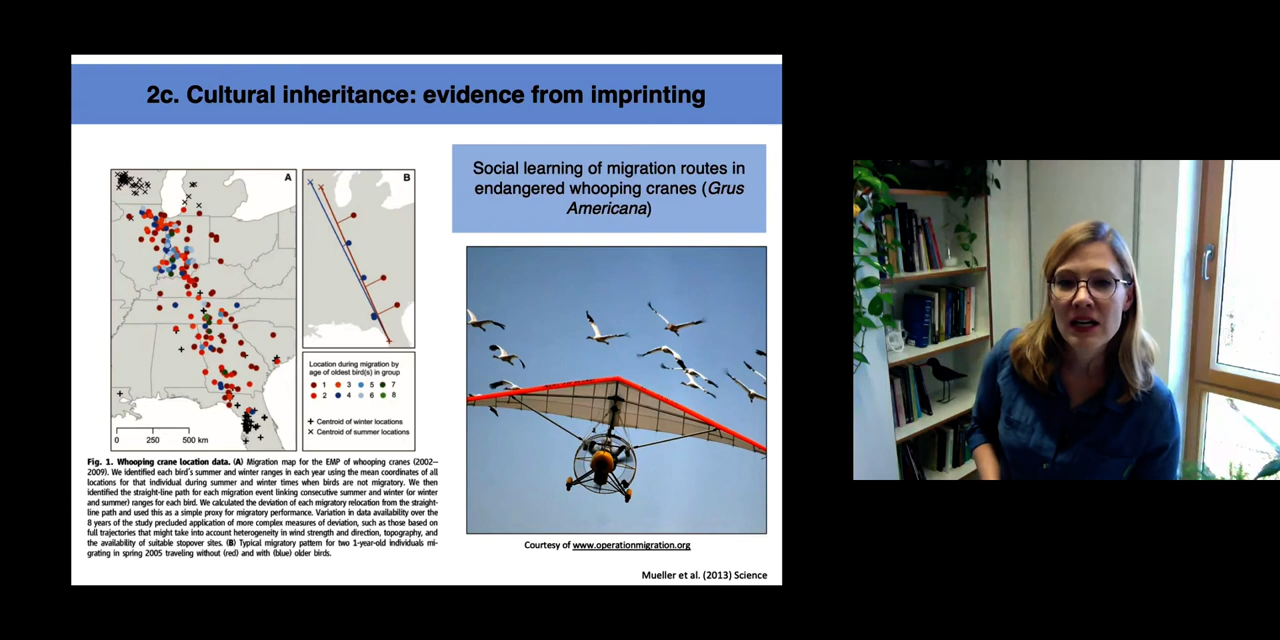 2c. Cultural inheritance: evidence from imprinting
Social learning of migration routes in
endangered whooping cranes (Grus
Americana)
A
B
Location during migration by
age of oldest bird(s) in group
1 3 5 7
2 4 6 8
+ Centroid of winter locations
× Centroid of summer locations
0 250 500 km
Fig. 1. Whooping crane location data. (A) Migration map for the EMP of whooping cranes (2002–
2009). We identified each bird's summer and winter ranges in each year using the mean coordinates of all
locations for that individual during summer and winter times when birds are not migratory. We then
identified the straight-line path for each migration event linking consecutive summer and winter (or winter
and summer) ranges for each bird. We calculated the deviation of each migratory relocation from the straight-
line path and used this as a simple proxy for migratory performance. Variation in data availability over the
8 years of the study precluded application of more complex measures of deviation, such as those based on
full trajectories that might take into account heterogeneity in wind strength and direction, topography, and
the availability of suitable stopover sites. (B) Typical migratory pattern for two 1-year-old individuals mi-
grating in spring 2005 traveling without (red) and with (blue) older birds.
Courtesy of www.operationmigration.org
Mueller et al. (2013) Science